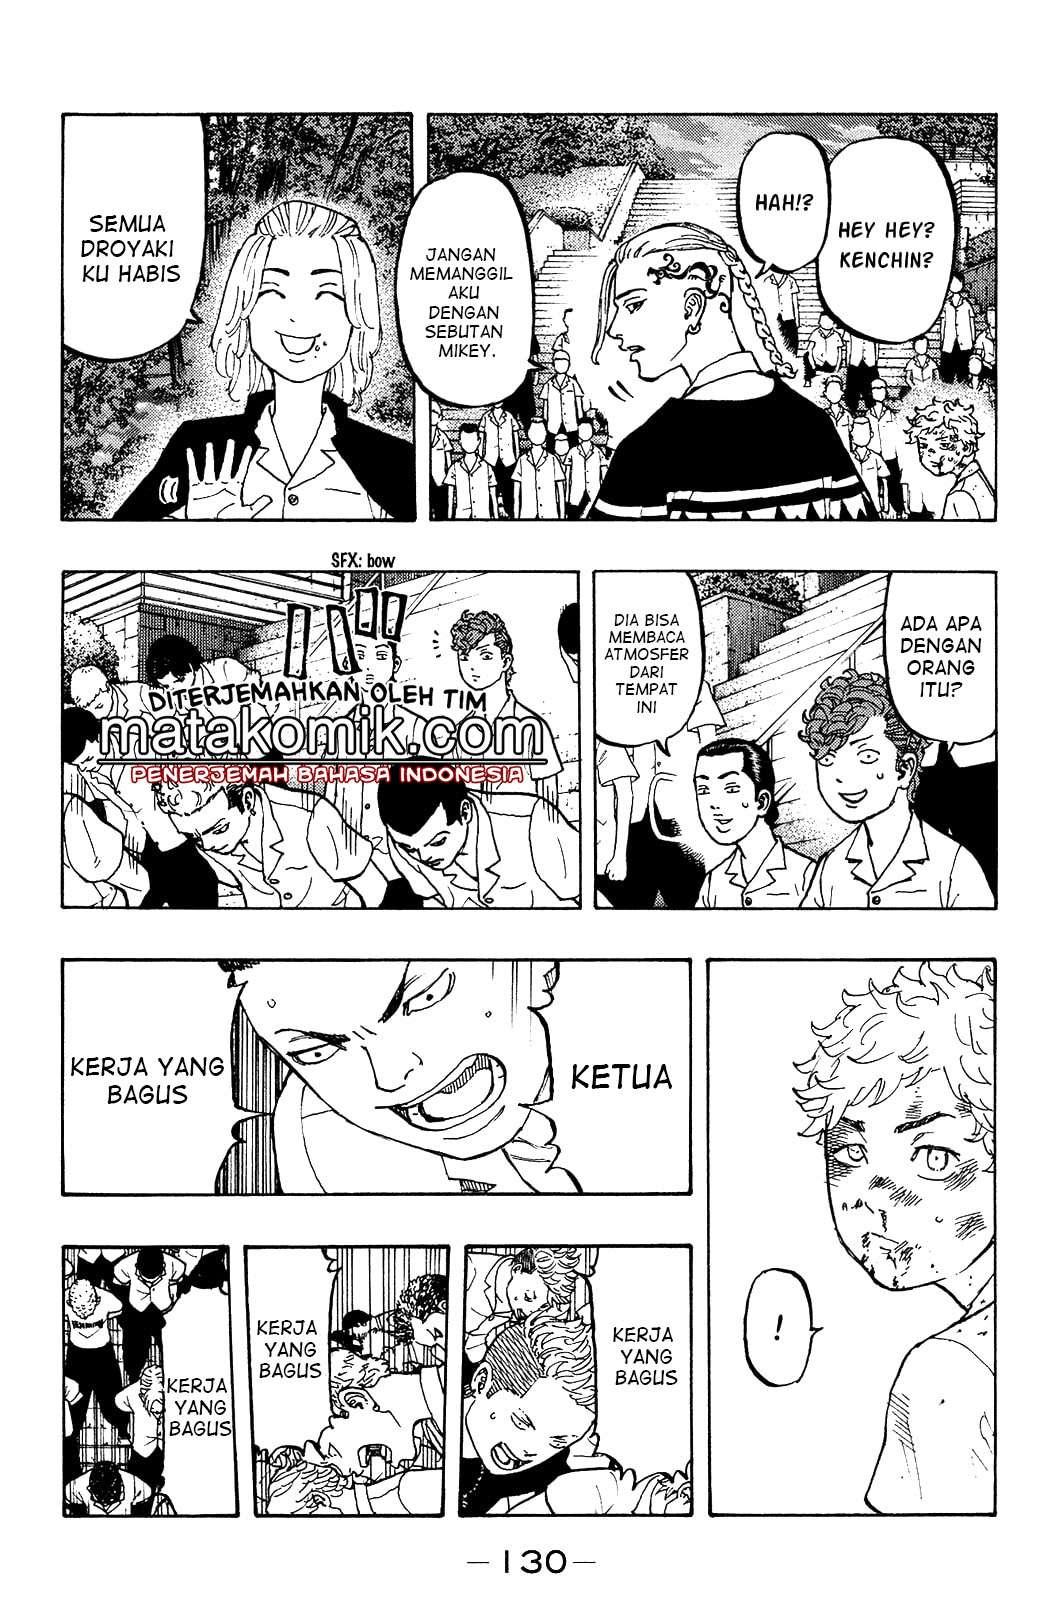 HEY HEY?
KENCHIN?
HAH!?
JANGAN
MEMANGGIL
AKU
DENGAN
SEBUTAN
MIKEY.
SEMUA
DROYAKI
KU HABIS
ADA APA
DENGAN
ORANG
ITU?
DIA BISA
MEMBACA
ATMOSFER
DARI
TEMPAT
INI
SFX: bow
DITERJEMAHKAN OLEH TIM
matakomik.com
PENERJEMAH BAHASA INDONESIA
!
KETUA
KERJA YANG
BAGUS
KERJA
YANG
BAGUS
KERJA
YANG
BAGUS
KERJA
YANG
BAGUS
—130—